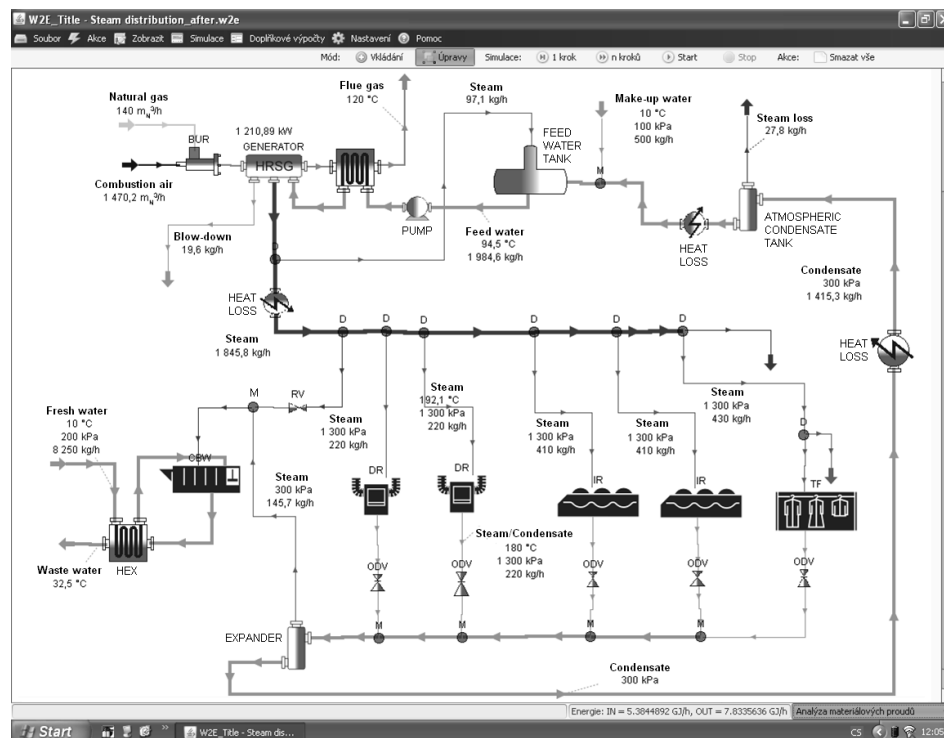 W2E_Title - Steam distribution_after.w2e
Soubor Akce Zobrazit Simulace Doplňkové výpočty Nastavení Pomoc
Mód: Vkládání Úpravy Simulace: 1 krok n kroků Start Stop Akce: Smazat vše
Natural gas
140 m_N³/h
BUR
Combustion air
1 470,2 m_N³/h
1 210,89 kW
GENERATOR
HRSG
Flue gas
120 °C
Steam
97,1 kg/h
FEED
WATER
TANK
Make-up water
10 °C
100 kPa
500 kg/h
M
Steam loss
27,8 kg/h
ATMOSPHERIC
CONDENSATE
TANK
HEAT
LOSS
PUMP
Feed water
94,5 °C
1 984,6 kg/h
Blow-down
19,6 kg/h
D
HEAT
LOSS
Condensate
300 kPa
1 415,3 kg/h
HEAT
LOSS
Steam
1 845,8 kg/h
D D D D D D
M
RV
Steam
1 300 kPa
220 kg/h
Steam
192,1 °C
1 300 kPa
220 kg/h
Steam
1 300 kPa
410 kg/h
Steam
1 300 kPa
410 kg/h
Steam
1 300 kPa
430 kg/h
D
Fresh water
10 °C
200 kPa
8 250 kg/h
CBW
HEX
Waste water
32,5 °C
Steam
300 kPa
145,7 kg/h
DR DR IR IR TF
Steam/Condensate
180 °C
1 300 kPa
220 kg/h
ODV ODV ODV ODV ODV
M M M M
EXPANDER
Condensate
300 kPa
Energie: IN = 5.3844892 GJ/h, OUT = 7.8335636 GJ/h Analýza materiálových proudů
Start W2E_Title - Steam dis... CS 12:05